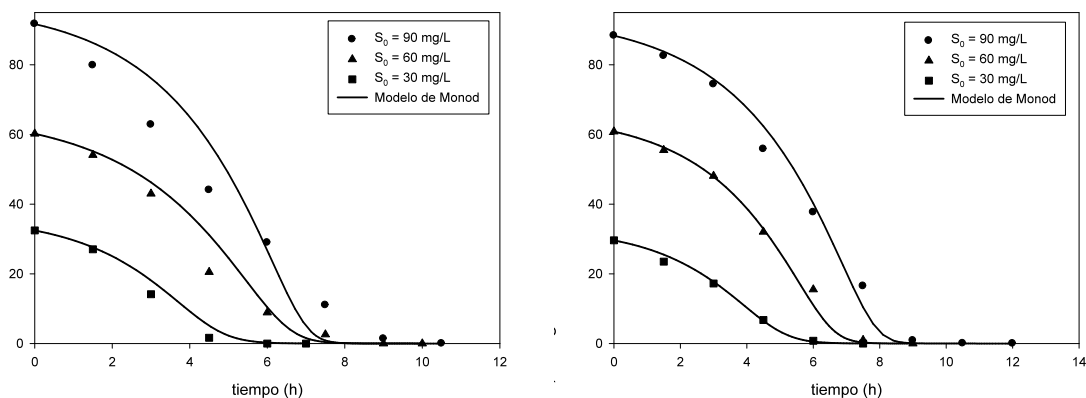 S0 = 90 mg/L
S0 = 60 mg/L
S0 = 30 mg/L
Modelo de Monod
80
60
40
20
0
0 2 4 6 8 10 12
tiempo (h)
S0 = 90 mg/L
S0 = 60 mg/L
S0 = 30 mg/L
Modelo de Monod
80
60
40
20
0
0 2 4 6 8 10 12 14
tiempo (h)